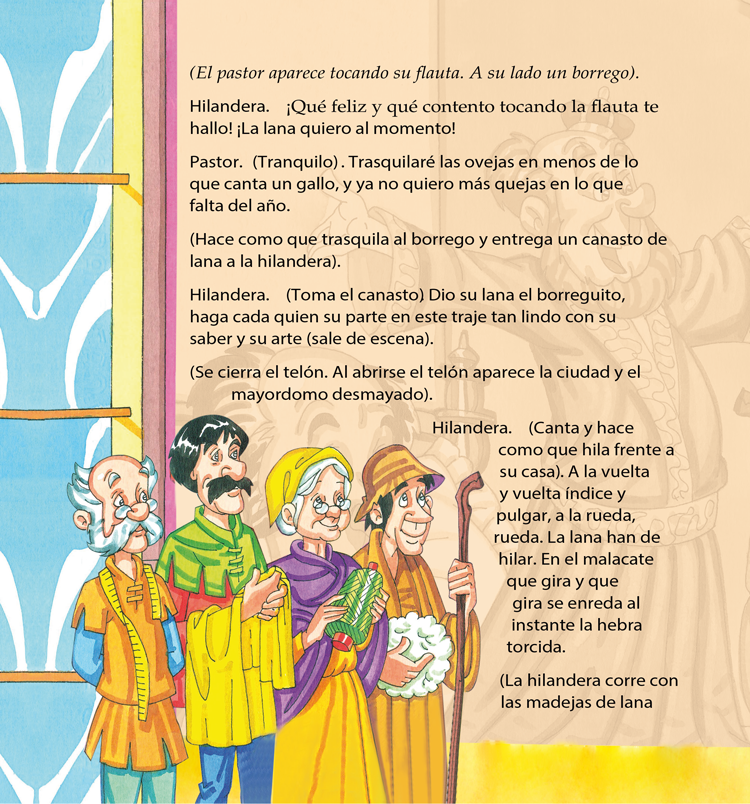 (El pastor aparece tocando su flauta. A su lado un borrego).
Hilandera. ¡Qué feliz y qué contento tocando la flauta te
hallo! ¡La lana quiero al momento!
Pastor. (Tranquilo) . Trasquilaré las ovejas en menos de lo
que canta un gallo, y ya no quiero más quejas en lo que
falta del año.
(Hace como que trasquila al borrego y entrega un canasto de
lana a la hilandera).
Hilandera. (Toma el canasto) Dio su lana el borreguito,
haga cada quien su parte en este traje tan lindo con su
saber y su arte (sale de escena).
(Se cierra el telón. Al abrirse el telón aparece la ciudad y el
mayordomo desmayado).
Hilandera. (Canta y hace
como que hila frente a
su casa). A la vuelta
y vuelta índice y
pulgar, a la rueda,
rueda. La lana han de
hilar. En el malacate
que gira y que
gira se enreda al
instante la hebra
torcida.
(La hilandera corre con
las madejas de lana